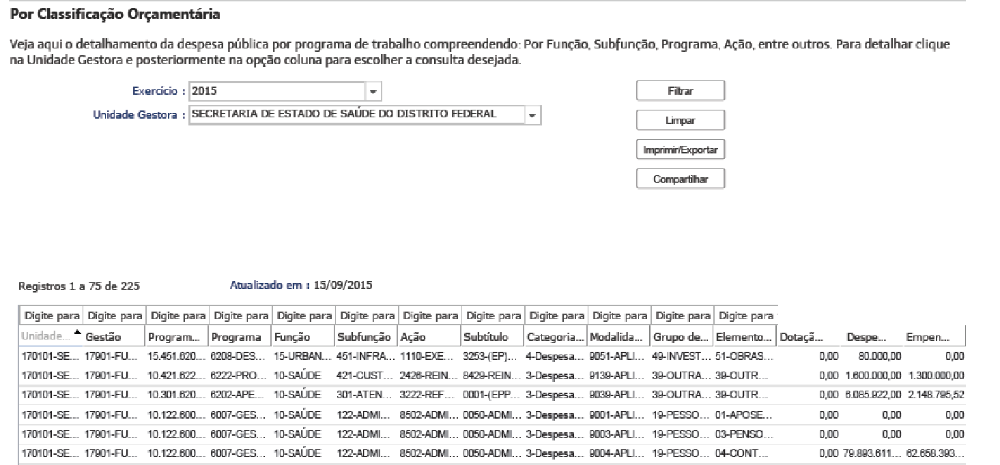 Por Classificação Orçamentária
Veja aqui o detalhamento da despesa pública por programa de trabalho compreendendo: Por Função, Subfunção, Programa, Ação, entre outros. Para detalhar clique
na Unidade Gestora e posteriormente na opção coluna para escolher a consulta desejada.
Exercício : 2015 Filtrar
Unidade Gestora : SECRETARIA DE ESTADO DE SAÚDE DO DISTRITO FEDERAL Limpar
Imprimir/Exportar
Compartilhar
Registros 1 a 75 de 225 Atualizado em : 15/09/2015
Digite para Digite para Digite para Digite para Digite para Digite para Digite para Digite para Digite para Digite para Digite para Digite para
Unidade... Gestão Program... Programa Função Subfunção Ação Subtítulo Categoria... Modalida... Grupo de... Elemento... Dotaçã... Despe... Empen...
170101-SE... 17901-FU... 15.451.620... 6208-DES... 15-URBAN... 451-INFRA... 1110-EXE... 3253-(EP)... 4-Despesa... 9051-APLI... 49-INVEST... 51-OBRAS... 0,00 80.000,00 0,00
170101-SE... 17901-FU... 10.421.622... 6222-PRO... 10-SAÚDE 421-CUST... 2426-REIN... 8429-REIN... 3-Despesa... 9139-APLI... 39-OUTRA... 39-OUTR... 0,00 1.600.000,00 1.300.000,00
170101-SE... 17901-FU... 10.301.620... 6202-APE... 10-SAÚDE 301-ATEN... 3222-REF... 0001-(EPP... 3-Despesa... 9039-APLI... 39-OUTRA... 39-OUTR... 0,00 6.085.922,00 2.148.795,52
170101-SE... 17901-FU... 10.122.600... 6007-GES... 10-SAÚDE 122-ADMI... 8502-ADMI... 0050-ADMI... 3-Despesa... 9001-APLI... 19-PESSO... 01-APOSE... 0,00 0,00 0,00
170101-SE... 17901-FU... 10.122.600... 6007-GES... 10-SAÚDE 122-ADMI... 8502-ADMI... 0050-ADMI... 3-Despesa... 9003-APLI... 19-PESSO... 03-PENSO... 0,00 0,00 0,00
170101-SE... 17901-FU... 10.122.600... 6007-GES... 10-SAÚDE 122-ADMI... 8502-ADMI... 0050-ADMI... 3-Despesa... 9004-APLI... 19-PESSO... 04-CONT... 0,00 79.893.611.... 62.658.393...